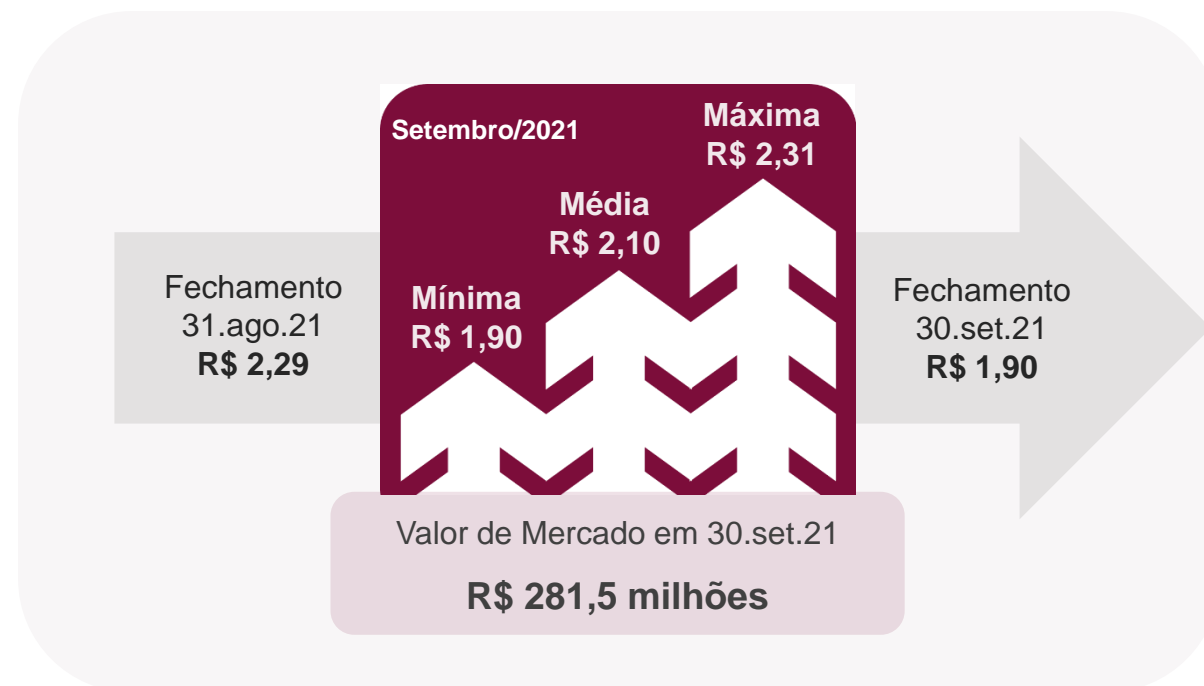 Setembro/2021
Máxima
R$ 2,31
Média
R$ 2,10
Mínima
R$ 1,90
Fechamento
31.ago.21
R$ 2,29
Fechamento
30.set.21
R$ 1,90
Valor de Mercado em 30.set.21
R$ 281,5 milhões